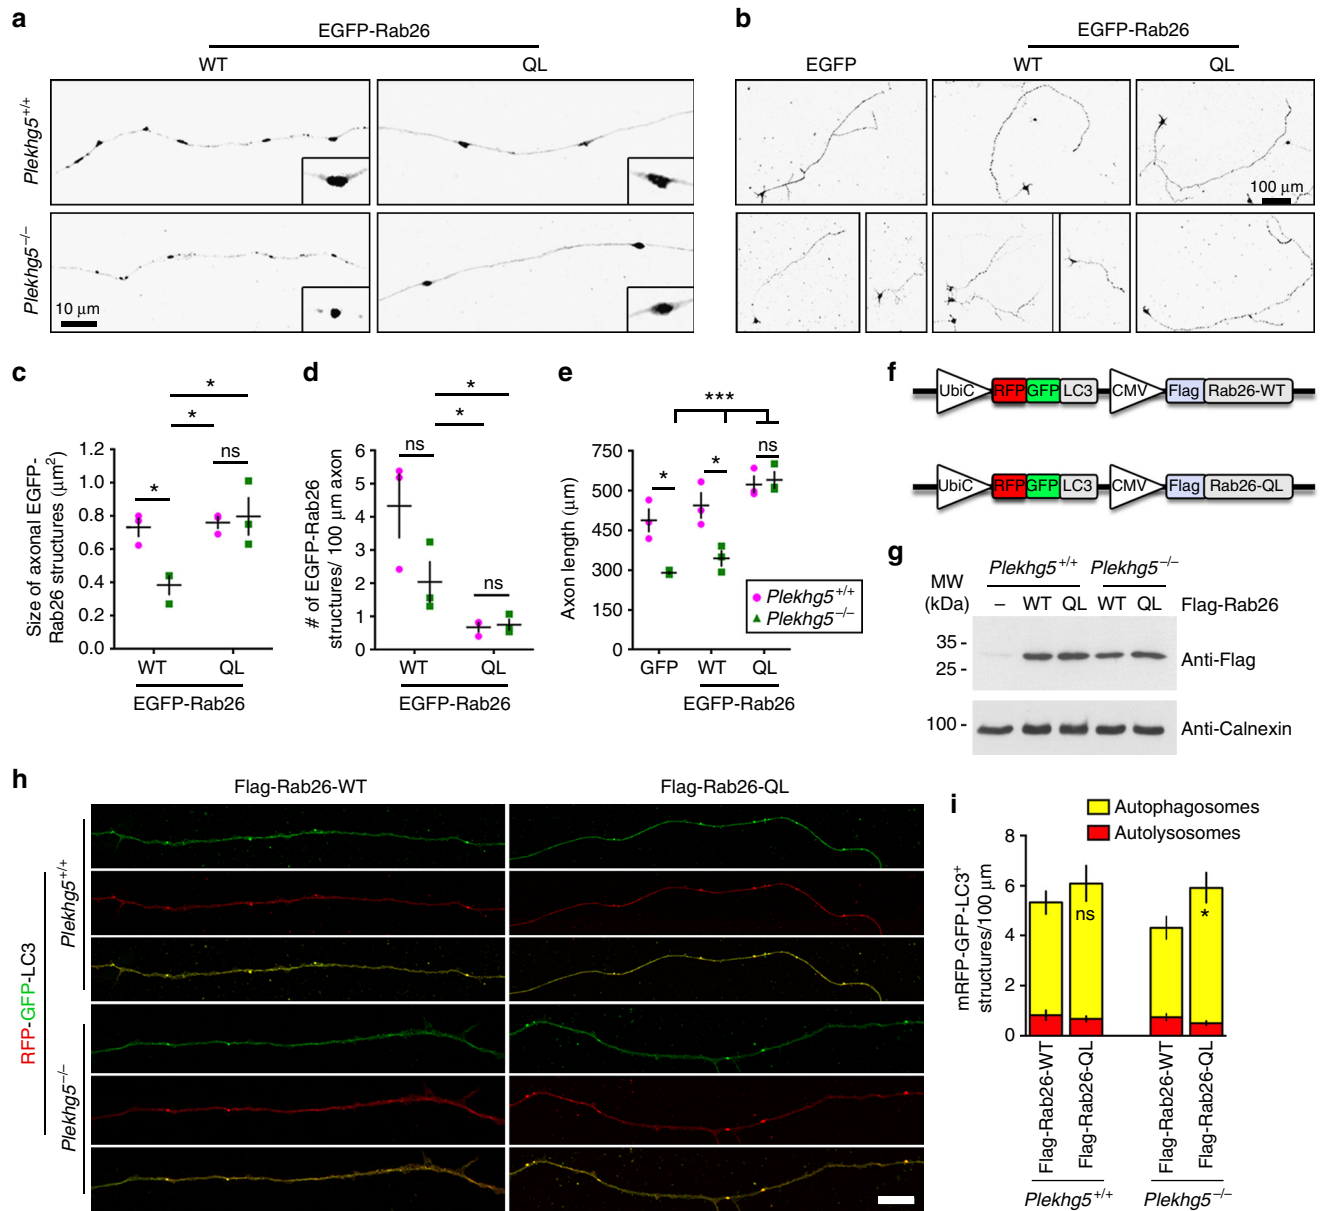 a
EGFP-Rab26
WT
QL
Plekhg5+/+
Plekhg5−/−
10 μm
b
EGFP-Rab26
EGFP
WT
QL
100 μm
c
Size of axonal EGFP-
Rab26 structures (μm2)
1.2
1.0
0.8
0.6
0.4
0.2
0.0
*
*
*
ns
WT
QL
EGFP-Rab26
d
# of EGFP-Rab26
structures/ 100 μm axon
6
5
4
3
2
1
0
*
*
ns
ns
WT
QL
EGFP-Rab26
e
Axon length (μm)
750
500
450
300
150
0
***
*
*
ns
Plekhg5+/+
Plekhg5−/−
GFP
WT
QL
EGFP-Rab26
f
UbiC RFP GFP LC3 CMV Flag Rab26-WT
UbiC RFP GFP LC3 CMV Flag Rab26-QL
g
Plekhg5+/+ Plekhg5−/−
MW
(kDa)
– WT QL WT QL Flag-Rab26
35 -
25 -
Anti-Flag
100 -
Anti-Calnexin
h
Flag-Rab26-WT
Flag-Rab26-QL
RFP-GFP-LC3
Plekhg5+/+
Plekhg5−/−
i
Autophagosomes
Autolysosomes
mRFP-GFP-LC3+
structures/100 μm
8
6
4
2
0
ns
*
Flag-Rab26-WT
Flag-Rab26-QL
Flag-Rab26-WT
Flag-Rab26-QL
Plekhg5+/+
Plekhg5−/−